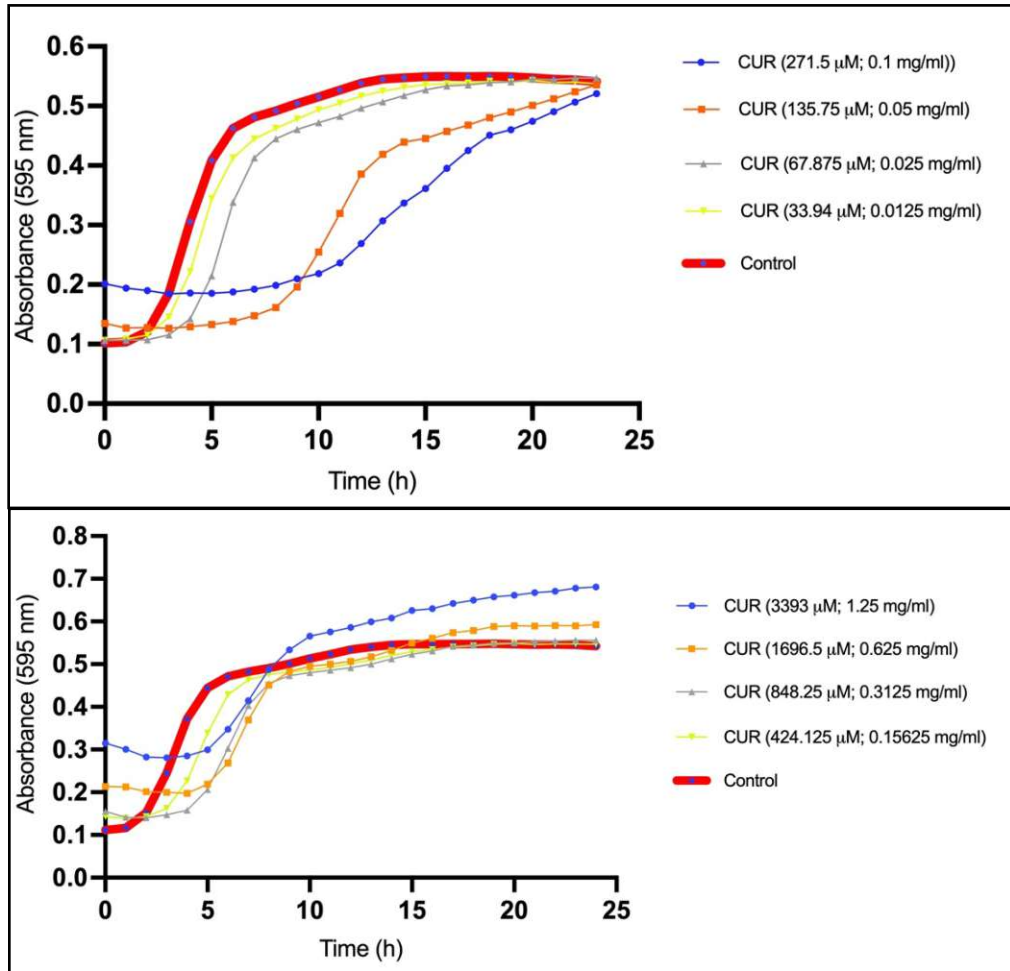 0.6
0.5
0.4
0.3
0.2
0.1
0.0
Absorbance (595 nm)
0 5 10 15 20 25
Time (h)
CUR (271.5 μM; 0.1 mg/ml))
CUR (135.75 μM; 0.05 mg/ml)
CUR (67.875 μM; 0.025 mg/ml)
CUR (33.94 μM; 0.0125 mg/ml)
Control
0.8
0.7
0.6
0.5
0.4
0.3
0.2
0.1
0.0
Absorbance (595 nm)
0 5 10 15 20 25
Time (h)
CUR (3393 μM; 1.25 mg/ml)
CUR (1696.5 μM; 0.625 mg/ml)
CUR (848.25 μM; 0.3125 mg/ml)
CUR (424.125 μM; 0.15625 mg/ml)
Control